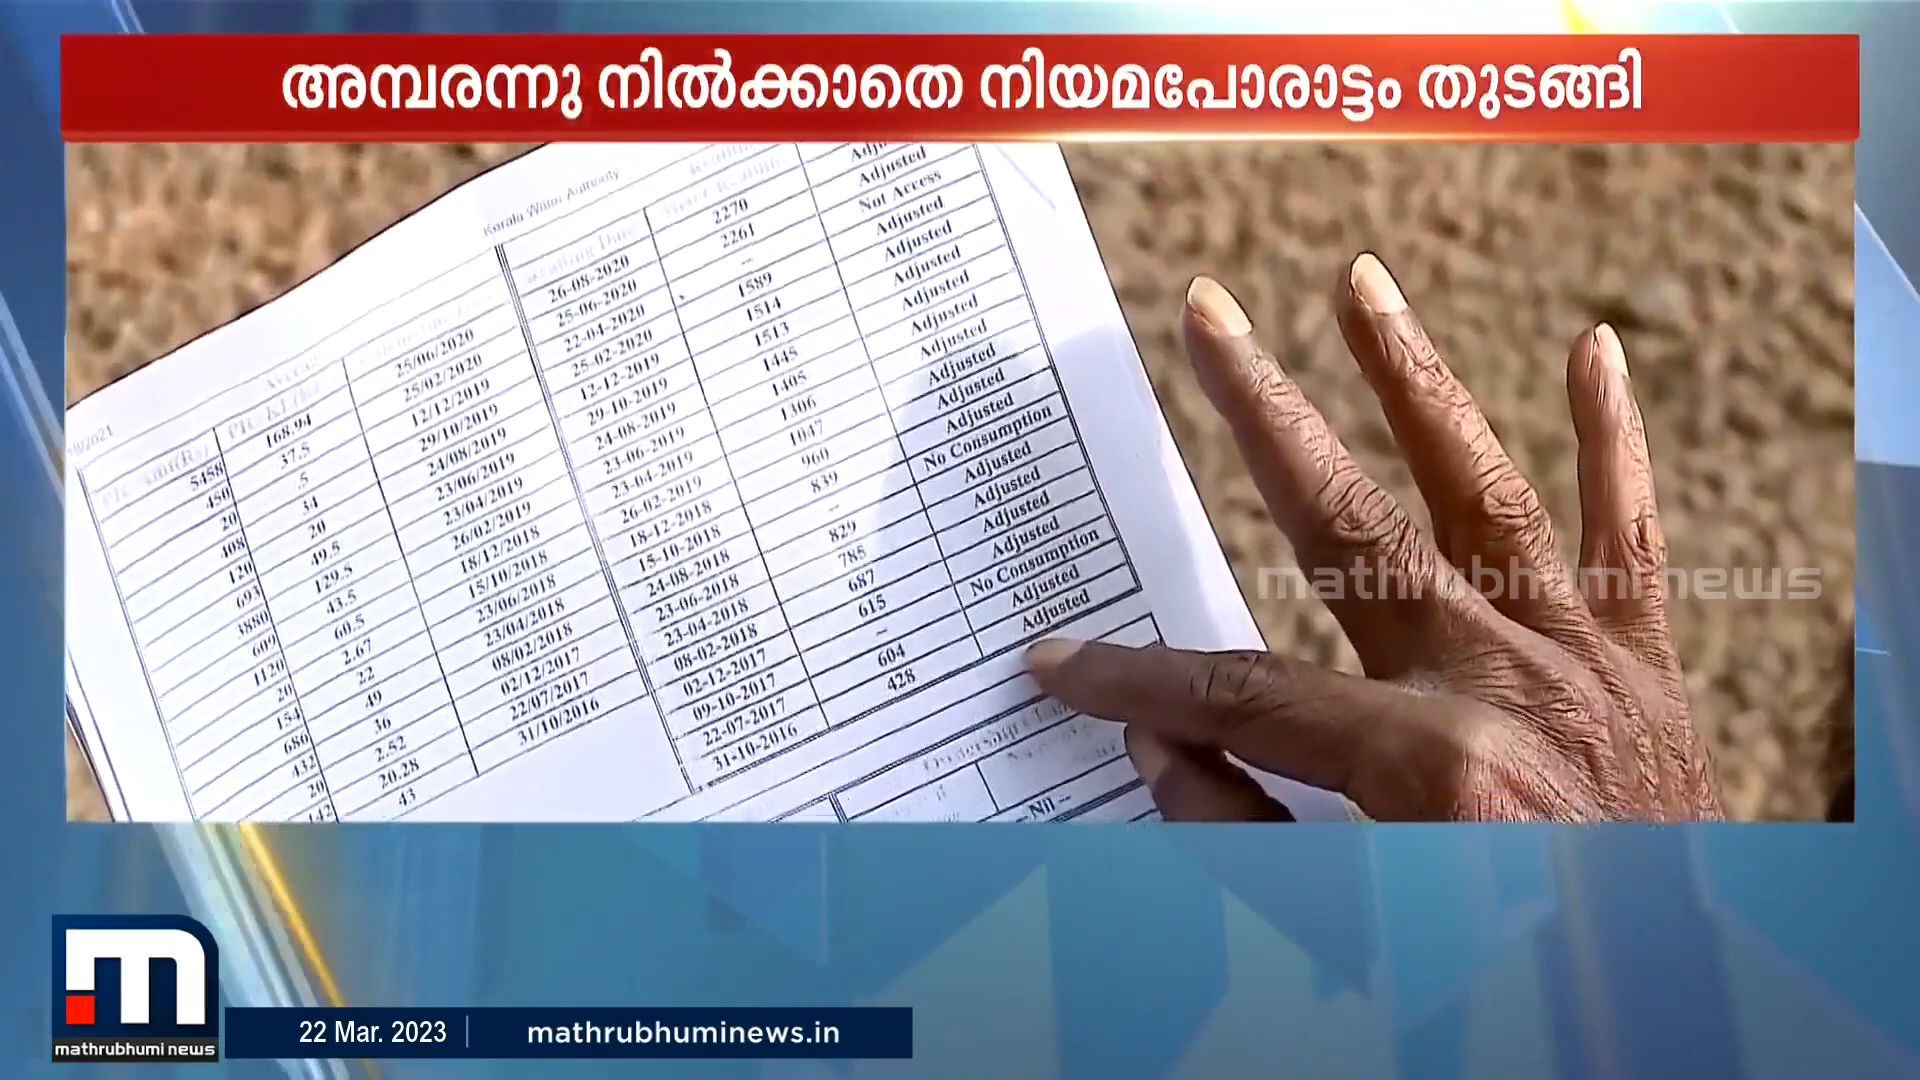 അമ്പരന്നു നിൽക്കാതെ നിയമപോരാട്ടം തുടങ്ങി
Kerala Water Authority
5458 168.94 25/06/2020
450 37.5 25/02/2020
20 .5 12/12/2019
408 34 29/10/2019
120 20 24/08/2019
693 49.5 23/06/2019
3880 129.5 23/04/2019
609 43.5 26/02/2019
1120 60.5 18/12/2018
20 2.67 15/10/2018
154 22 23/06/2018
686 49 23/04/2018
432 36 08/02/2018
20 2.52 02/12/2017
142 20.28 22/07/2017
43 31/10/2016
Adjusted
26-08-2020 2270 Adjusted
25-06-2020 2261 Not Access
22-04-2020 -- Adjusted
25-02-2020 1589 Adjusted
12-12-2019 1514 Adjusted
29-10-2019 1513 Adjusted
24-08-2019 1445 Adjusted
23-06-2019 1405 Adjusted
23-04-2019 1306 Adjusted
26-02-2019 1047 Adjusted
18-12-2018 960 Adjusted
15-10-2018 839 No Consumption
24-08-2018 -- Adjusted
23-06-2018 829 Adjusted
23-04-2018 785 Adjusted
08-02-2018 687 Adjusted
02-12-2017 615 No Consumption
09-10-2017 -- Adjusted
22-07-2017 604 Adjusted
31-10-2016 428
Nil --
mathrubhuminews
mathrubhumi news
22 Mar. 2023
mathrubhuminews.in